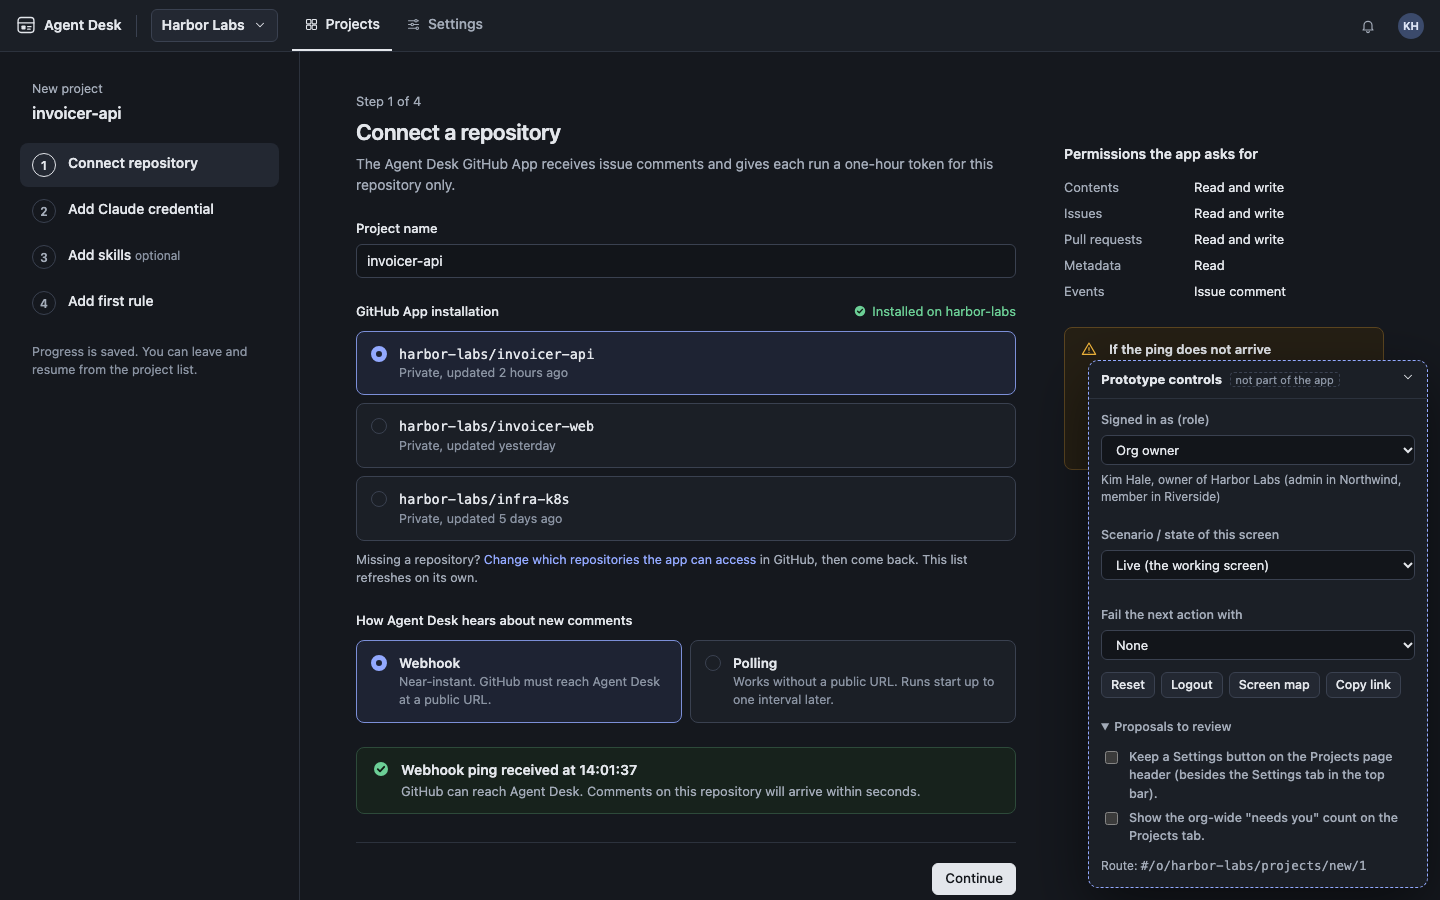 Agent Desk
Harbor Labs
Projects
Settings
KH
New project
invoicer-api
1
Connect repository
2
Add Claude credential
3
Add skills optional
4
Add first rule
Progress is saved. You can leave and
resume from the project list.
Step 1 of 4
Connect a repository
The Agent Desk GitHub App receives issue comments and gives each run a one-hour token for this
repository only.
Project name
invoicer-api
GitHub App installation
Installed on harbor-labs
harbor-labs/invoicer-api
Private, updated 2 hours ago
harbor-labs/invoicer-web
Private, updated yesterday
harbor-labs/infra-k8s
Private, updated 5 days ago
Missing a repository? Change which repositories the app can access in GitHub, then come back. This list
refreshes on its own.
How Agent Desk hears about new comments
Webhook
Near-instant. GitHub must reach Agent Desk
at a public URL.
Polling
Works without a public URL. Runs start up to
one interval later.
Webhook ping received at 14:01:37
GitHub can reach Agent Desk. Comments on this repository will arrive within seconds.
Continue
Permissions the app asks for
Contents Read and write
Issues Read and write
Pull requests Read and write
Metadata Read
Events Issue comment
If the ping does not arrive
Prototype controls not part of the app
Signed in as (role)
Org owner
Kim Hale, owner of Harbor Labs (admin in Northwind,
member in Riverside)
Scenario / state of this screen
Live (the working screen)
Fail the next action with
None
Reset Logout Screen map Copy link
Proposals to review
Keep a Settings button on the Projects page
header (besides the Settings tab in the top
bar).
Show the org-wide "needs you" count on the
Projects tab.
Route: #/o/harbor-labs/projects/new/1